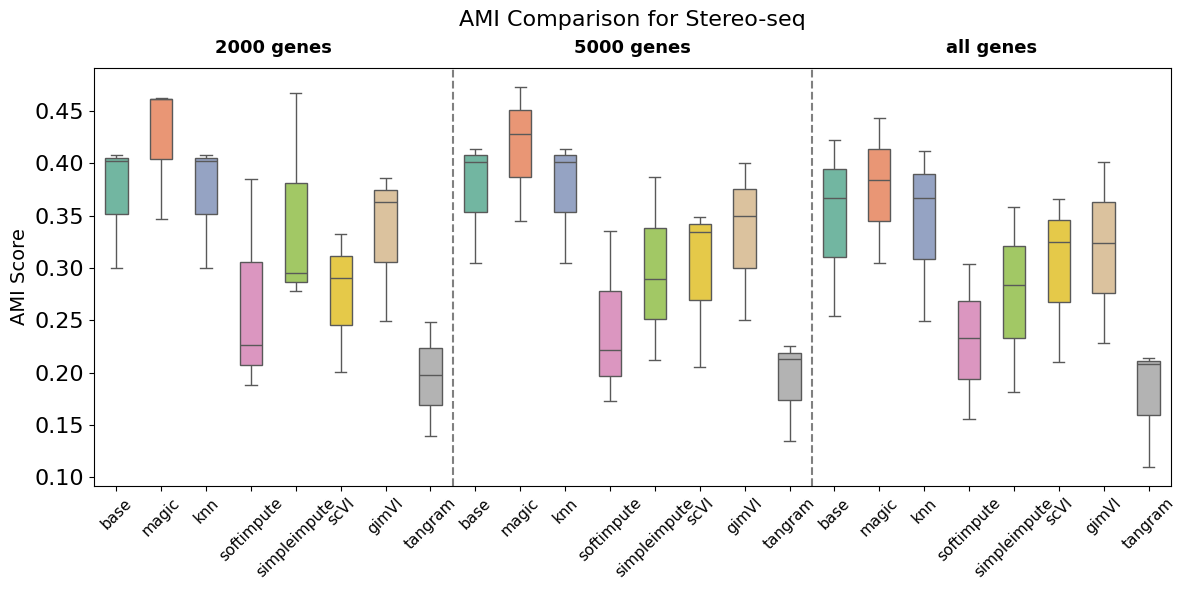 AMI Comparison for Stereo-seq
2000 genes 5000 genes all genes
AMI Score
0.45
0.40
0.35
0.30
0.25
0.20
0.15
0.10
base magic knn softimpute simpleimpute scVI gimVI tangram base magic knn softimpute simpleimpute scVI gimVI tangram base magic knn softimpute simpleimpute scVI gimVI tangram